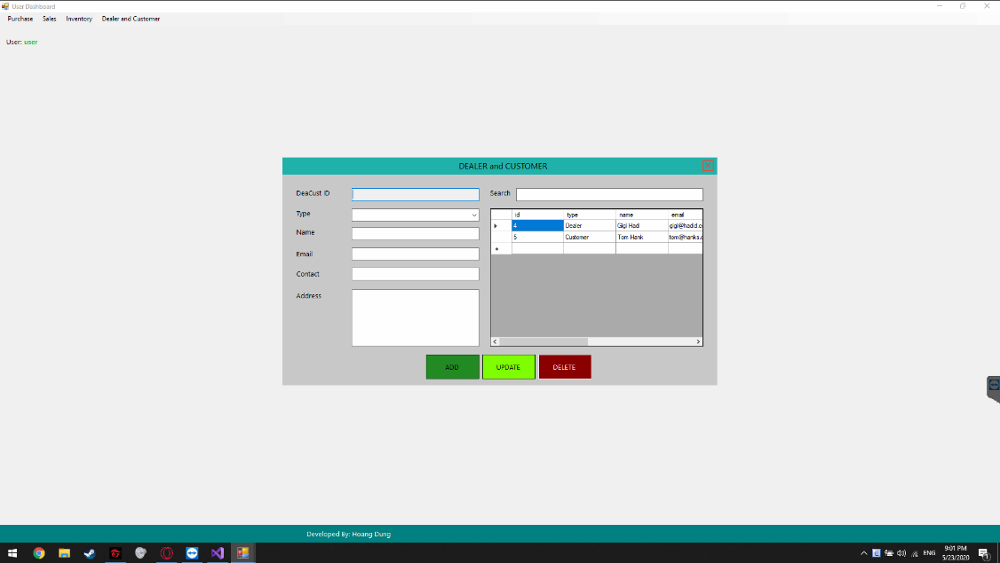 User Dashboard
Purchase Sales Inventory Dealer and Customer
User: user
DEALER and CUSTOMER
DeaCust ID
Type
Name
Email
Contact
Address
Search
id type name email
4 Dealer Gigi Hadi gigi@hadid.c
5 Customer Tom Hank tom@hanks.c
ADD UPDATE DELETE
Developed By: Hoang Dung
ENG
9:01 PM
5/23/2020
1